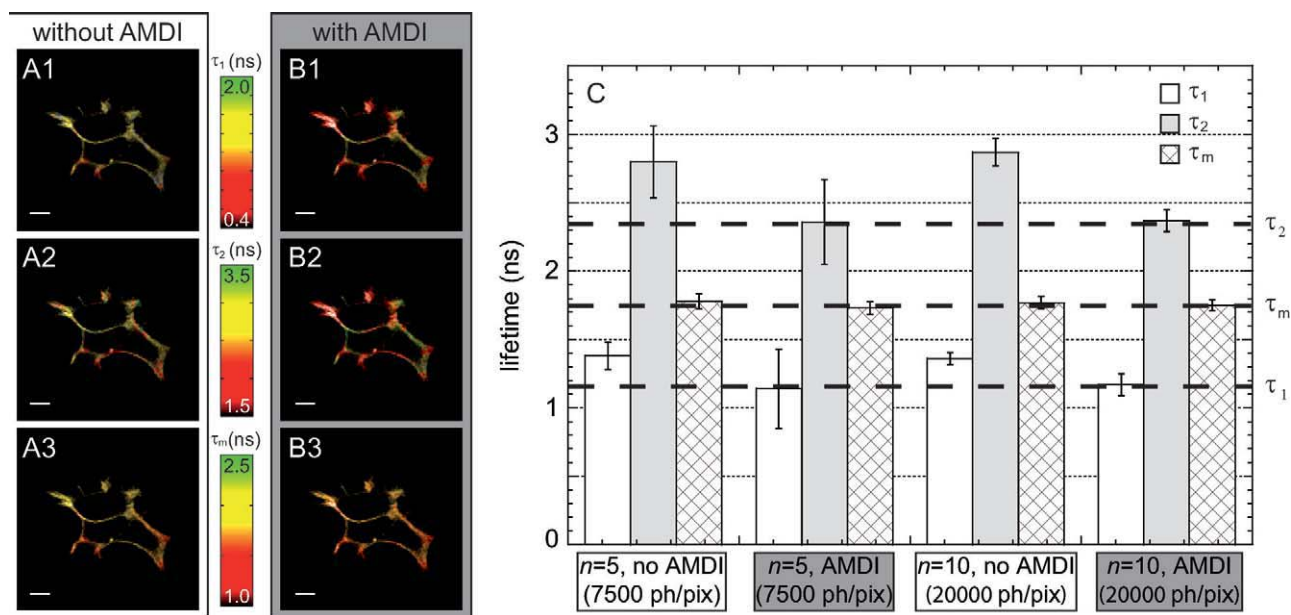 without AMDI
with AMDI
A1
τ₁ (ns)
2.0
0.4
B1
A2
τ₂ (ns)
3.5
1.5
B2
A3
τₘ(ns)
2.5
1.0
B3
C
τ₁
τ₂
τₘ
lifetime (ns)
3
2
1
0
τ₂
τₘ
τ₁
n=5, no AMDI
(7500 ph/pix)
n=5, AMDI
(7500 ph/pix)
n=10, no AMDI
(20000 ph/pix)
n=10, AMDI
(20000 ph/pix)